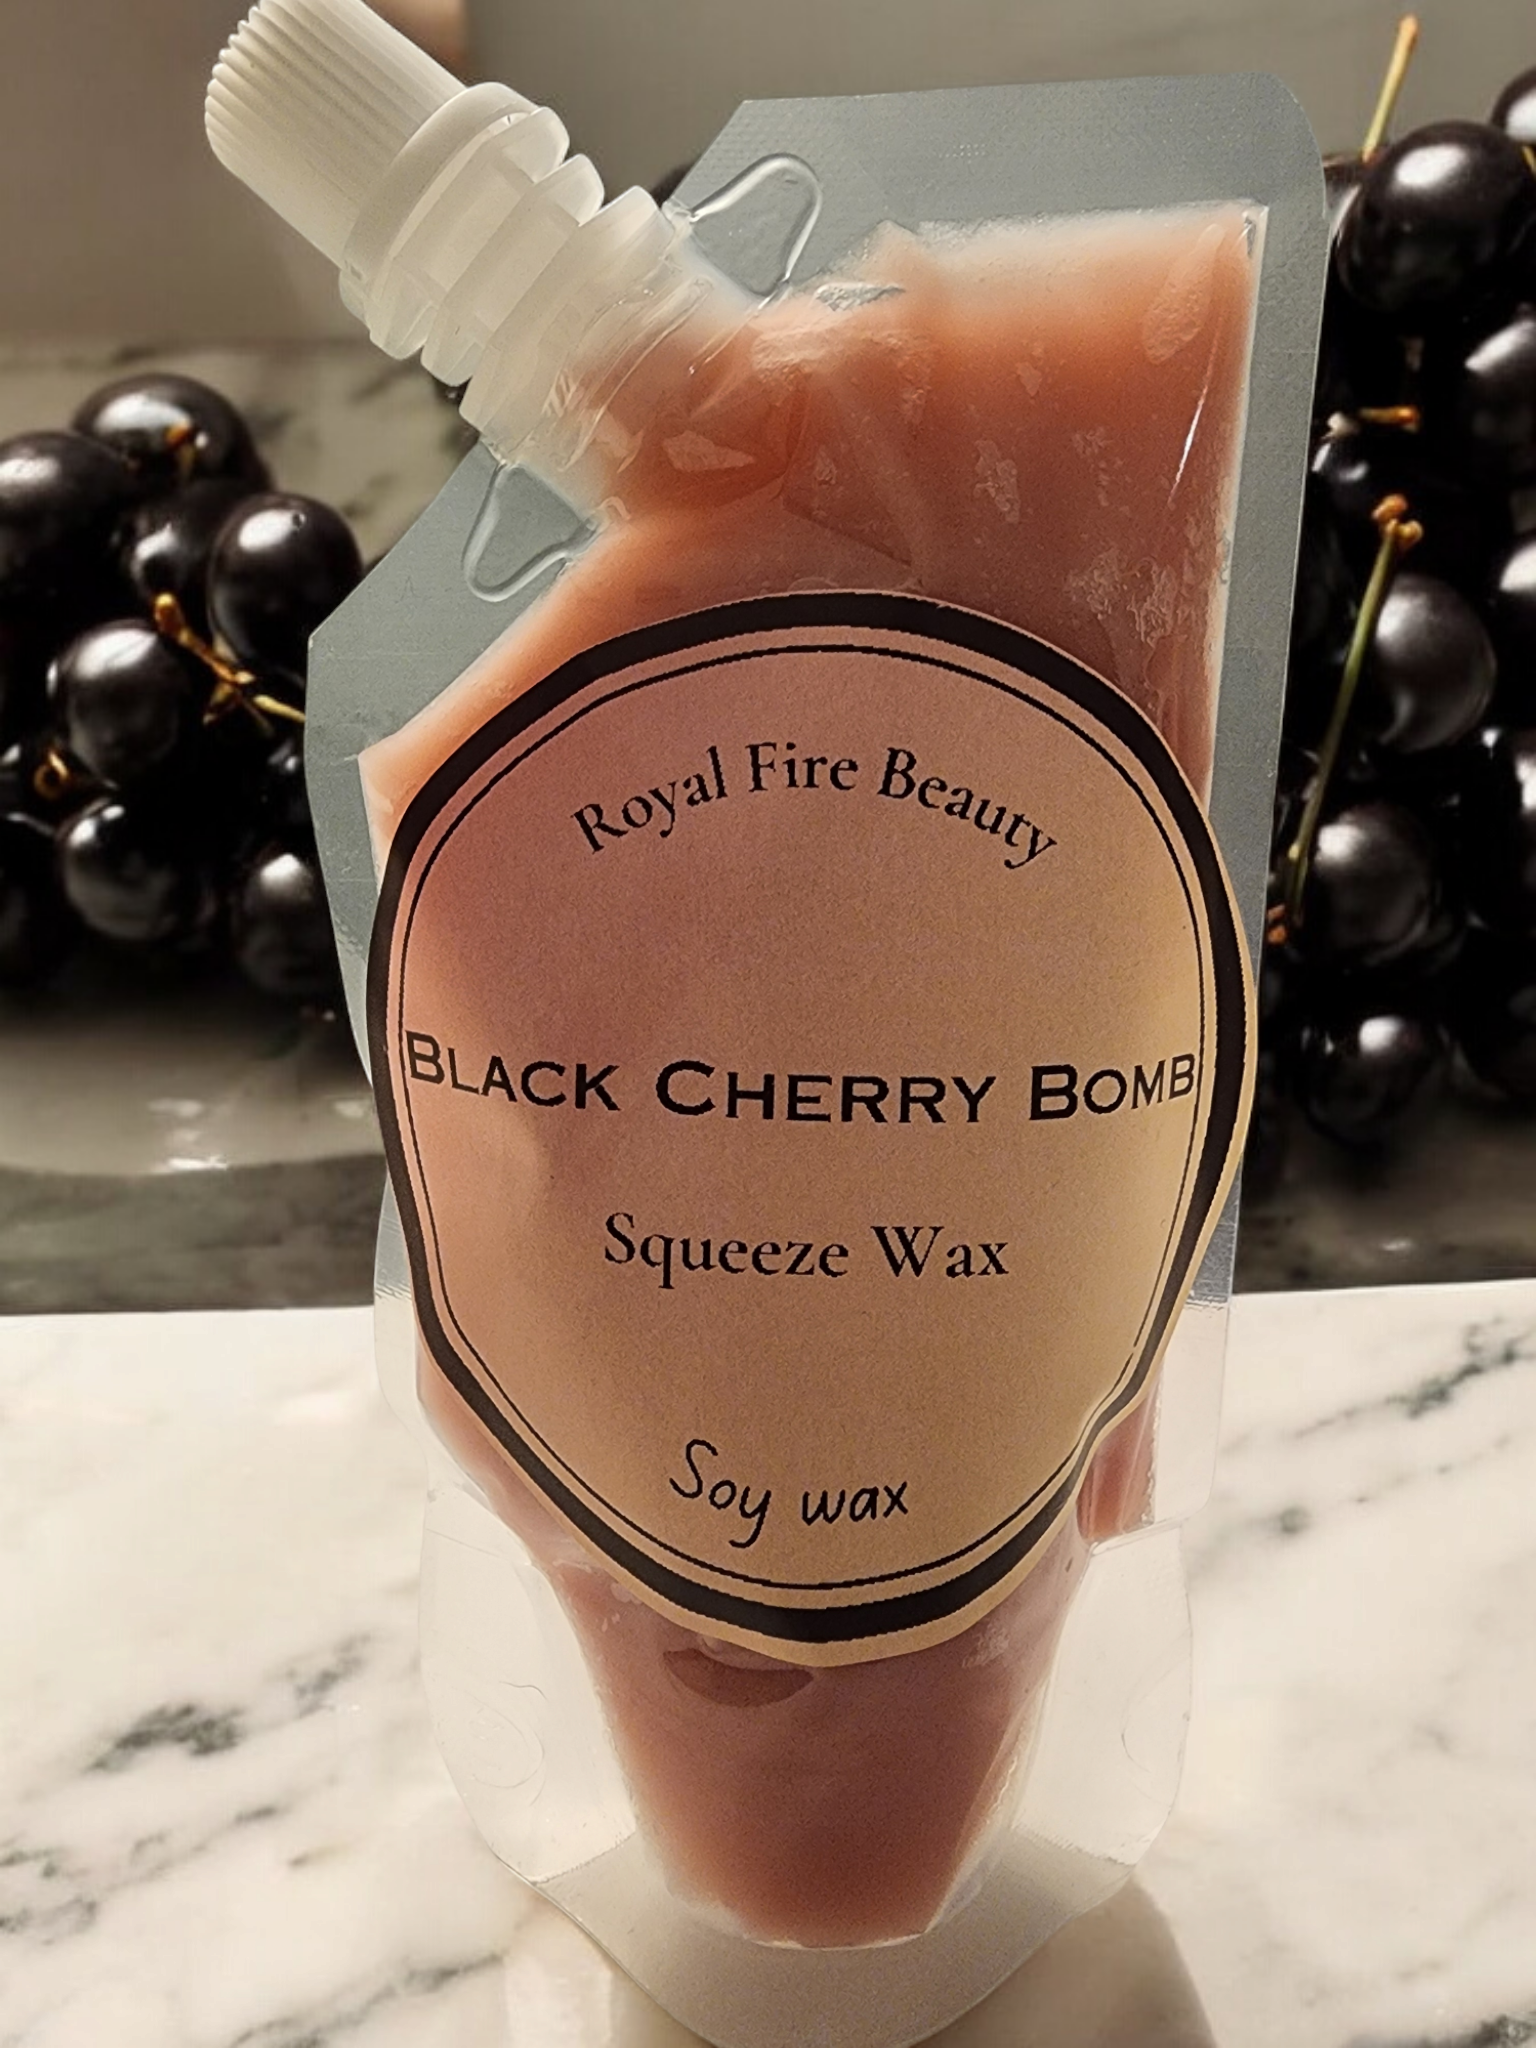 Royal Fire Beauty
Black Cherry Bomb
Squeeze Wax
Soy wax